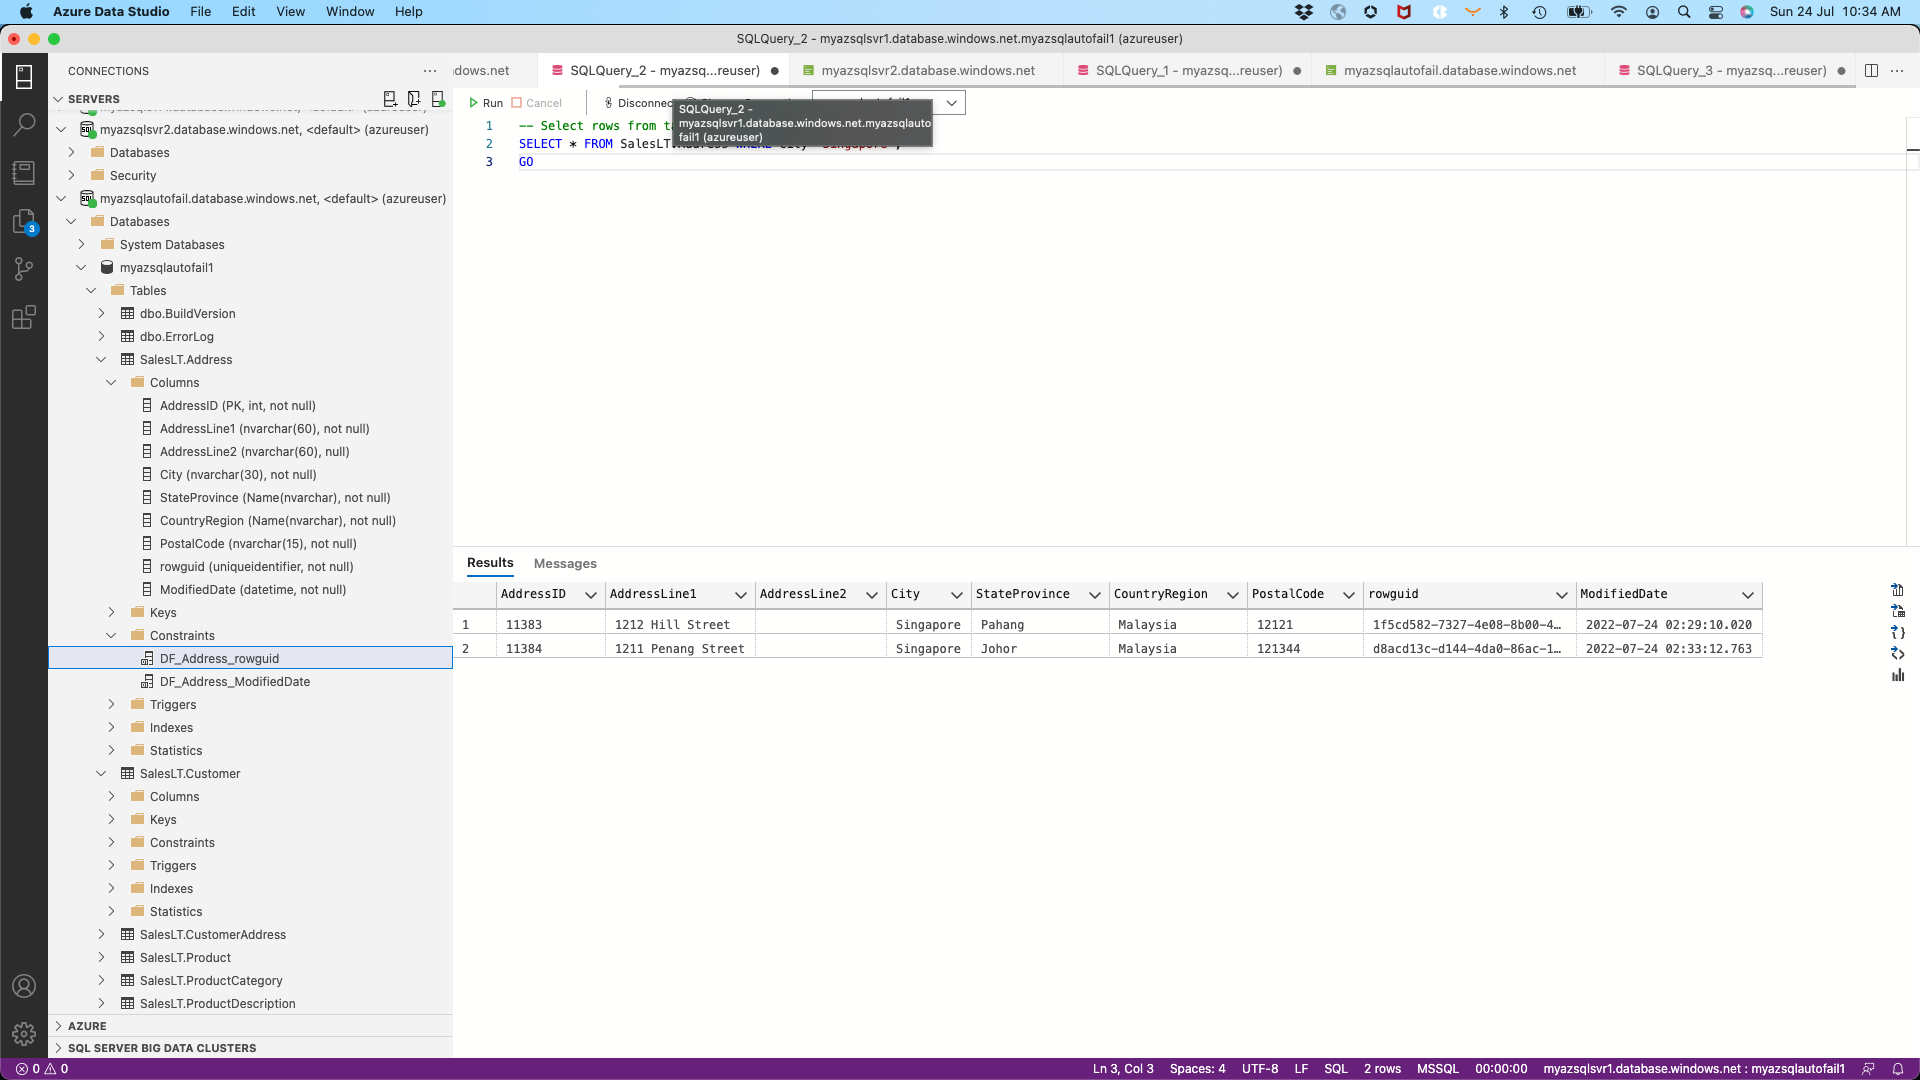 Azure Data Studio File Edit View Window Help Sun 24 Jul 10:34 AM
SQLQuery_2 - myazsqlsvr1.database.windows.net.myazsqlautofail1 (azureuser)
CONNECTIONS
dows.net SQLQuery_2 - myazsq...reuser) myazsqlsvr2.database.windows.net SQLQuery_1 - myazsq...reuser) myazsqlautofail.database.windows.net SQLQuery_3 - myazsq...reuser)
SERVERS
Run Cancel Disconnec
SQLQuery_2 -
myazsqlsvr1.database.windows.net.myazsqlauto
fail1 (azureuser)
1 -- Select rows from ta
2 SELECT * FROM SalesLT.Address WHERE City
3 GO
myazsqlsvr2.database.windows.net, <default> (azureuser)
Databases
Security
myazsqlautofail.database.windows.net, <default> (azureuser)
Databases
System Databases
myazsqlautofail1
Tables
dbo.BuildVersion
dbo.ErrorLog
SalesLT.Address
Columns
AddressID (PK, int, not null)
AddressLine1 (nvarchar(60), not null)
AddressLine2 (nvarchar(60), null)
City (nvarchar(30), not null)
StateProvince (Name(nvarchar), not null)
CountryRegion (Name(nvarchar), not null)
PostalCode (nvarchar(15), not null)
rowguid (uniqueidentifier, not null)
ModifiedDate (datetime, not null)
Keys
Constraints
DF_Address_rowguid
DF_Address_ModifiedDate
Triggers
Indexes
Statistics
SalesLT.Customer
Columns
Keys
Constraints
Triggers
Indexes
Statistics
SalesLT.CustomerAddress
SalesLT.Product
SalesLT.ProductCategory
SalesLT.ProductDescription
AZURE
SQL SERVER BIG DATA CLUSTERS
3
Results Messages
AddressID AddressLine1 AddressLine2 City StateProvince CountryRegion PostalCode rowguid ModifiedDate
1 11383 1212 Hill Street Singapore Pahang Malaysia 12121 1f5cd582-7327-4e08-8b00-4… 2022-07-24 02:29:10.020
2 11384 1211 Penang Street Singapore Johor Malaysia 121344 d8acd13c-d144-4da0-86ac-1… 2022-07-24 02:33:12.763
0 0 Ln 3, Col 3 Spaces: 4 UTF-8 LF SQL 2 rows MSSQL 00:00:00 myazsqlsvr1.database.windows.net : myazsqlautofail1